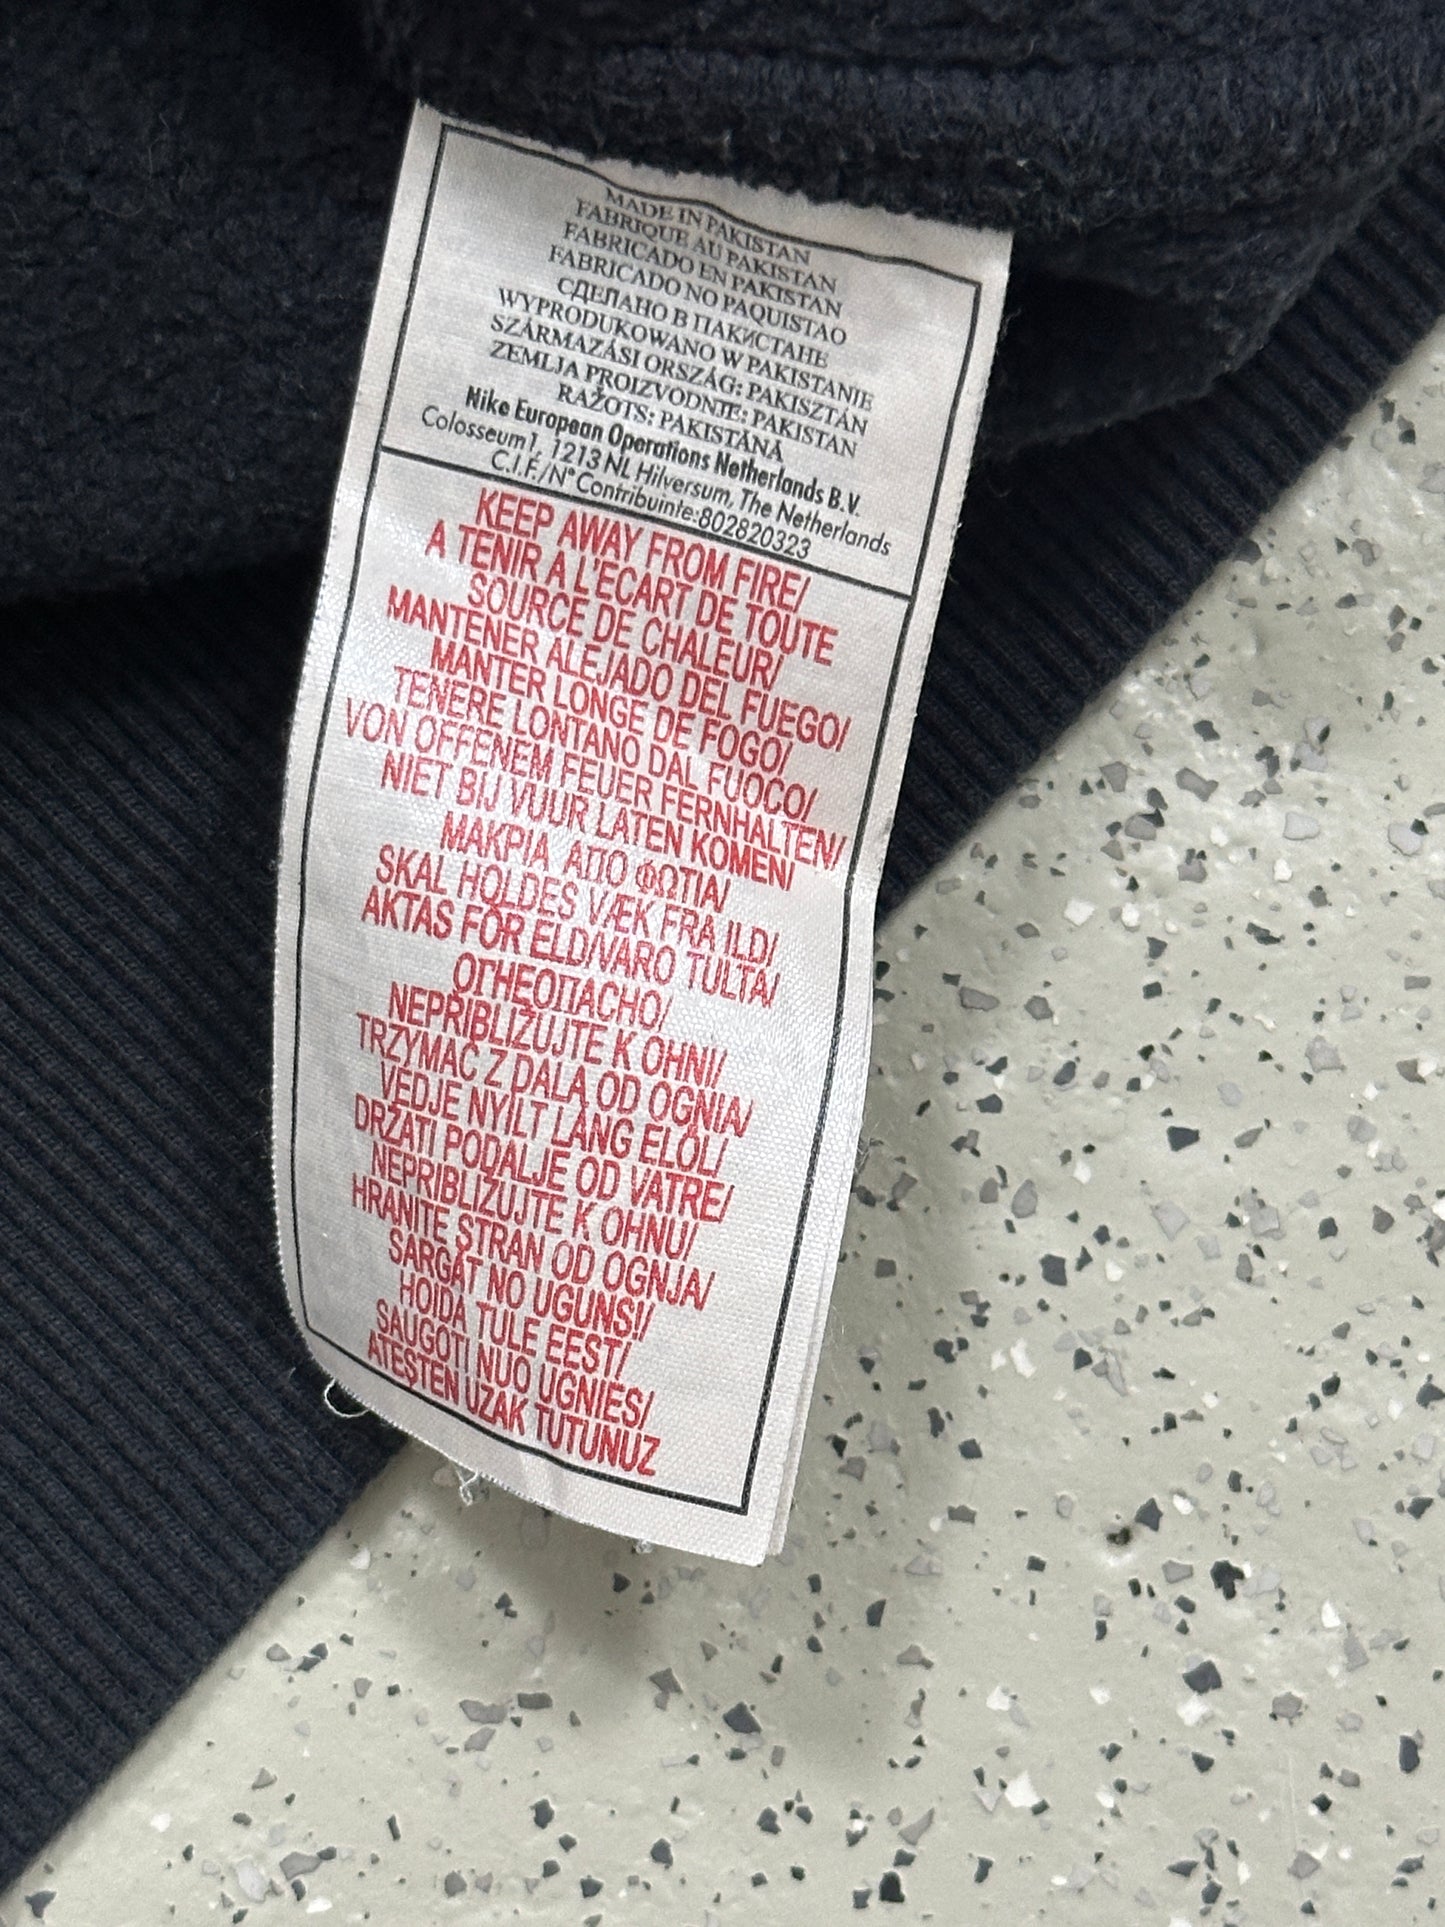 MADE IN PAKISTAN
FABRIQUE AU PAKISTAN
FABRICADO EN PAKISTAN
FABRICADO NO PAQUISTAO
СДЕЛАНО В ПАКИСТАНЕ
WYPRODUKOWANO W PAKISTANIE
SZÁRMAZÁSI ORSZÁG: PAKISZTÁN
ZEMLJA PROIZVODNJE: PAKISTAN
RAŽOTS: PAKISTĀNĀ
Nike European Operations Netherlands B.V.
Colosseum1, 1213 NL Hilversum, The Netherlands
C.I.F./N° Contribuinte:802820323
KEEP AWAY FROM FIRE/
A TENIR À L'ECART DE TOUTE
SOURCE DE CHALEUR/
MANTENER ALEJADO DEL FUEGO/
MANTER LONGE DE FOGO/
TENERE LONTANO DAL FUOCO/
VON OFFENEM FEUER FERNHALTEN/
NIET BIJ VUUR LATEN KOMEN/
ΜΑΚΡΙΑ ΑΠΟ ΦΩΤΙΑ/
SKAL HOLDES VÆK FRA ILD/
AKTAS FÖR ELD/VARO TULTA/
ОГНЕОПАСНО/
NEPŘIBLIŽUJTE K OHNI/
TRZYMAĆ Z DALA OD OGNIA/
VÉDJE NYÍLT LÁNG ELŐL/
DRŽATI PODALJE OD VATRE/
NEPRIBLIŽUJTE K OHNU/
HRANITE STRAN OD OGNJA/
SARGĀT NO UGUNS!/
HOIDA TULE EEST/
SAUGOTI NUO UGNIES/
ATEŞTEN UZAK TUTUNUZ